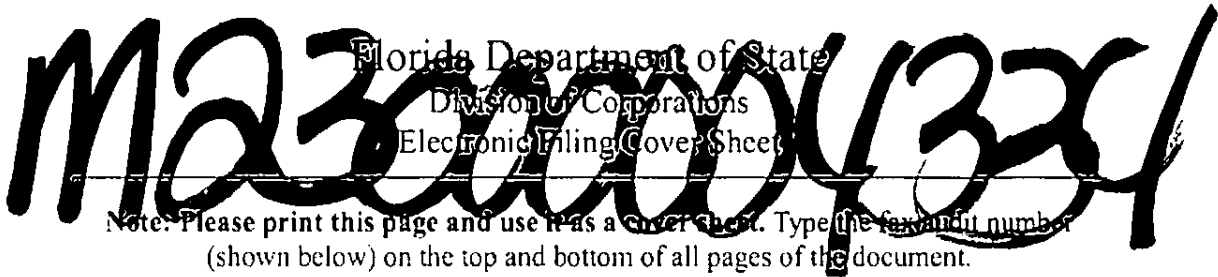 M23000004324
Florida Department of State
Division of Corporations
Electronic Filing Cover Sheet
Note: Please print this page and use it as a cover sheet. Type the fax audit number
(shown below) on the top and bottom of all pages of the document.